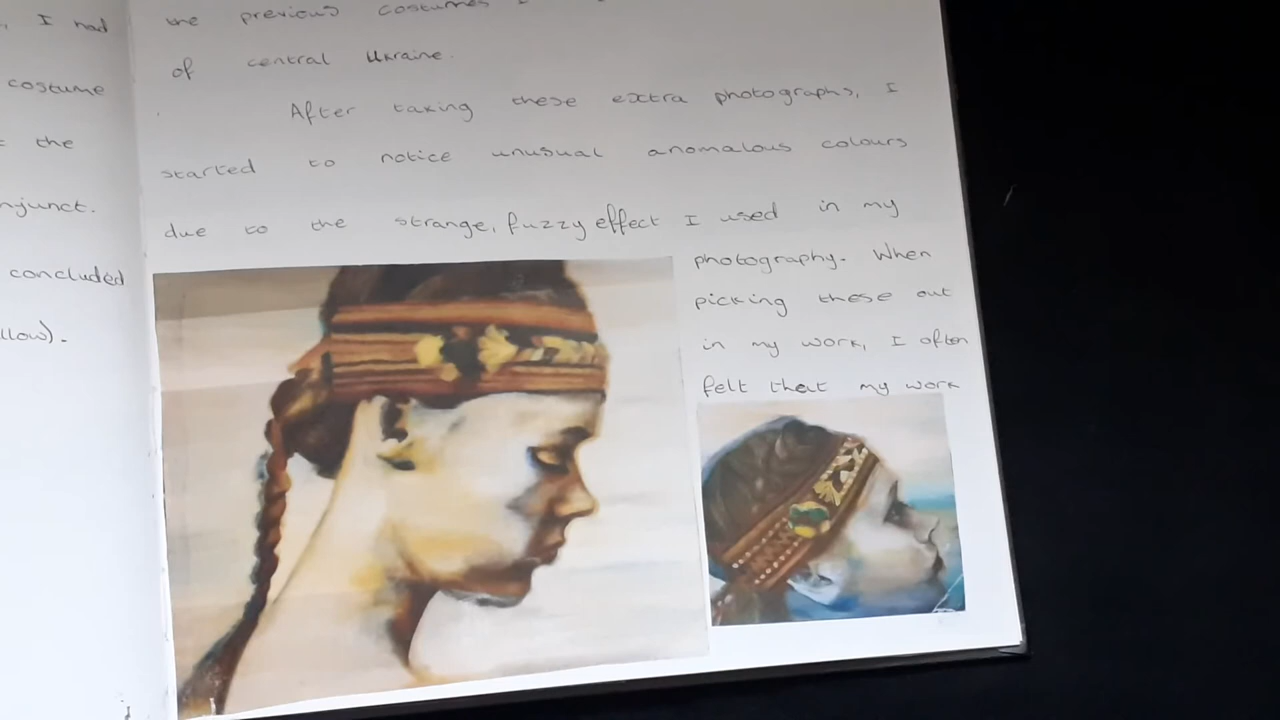 , I had
costume
the
njunct.
concluded
llow).
the previous costumes I
of central Ukraine.
After taking these extra photographs, I
started to notice unusual anomalous colours
due to the strange, fuzzy effect I used in my
photography. When
picking these out
in my work, I often
felt that my work